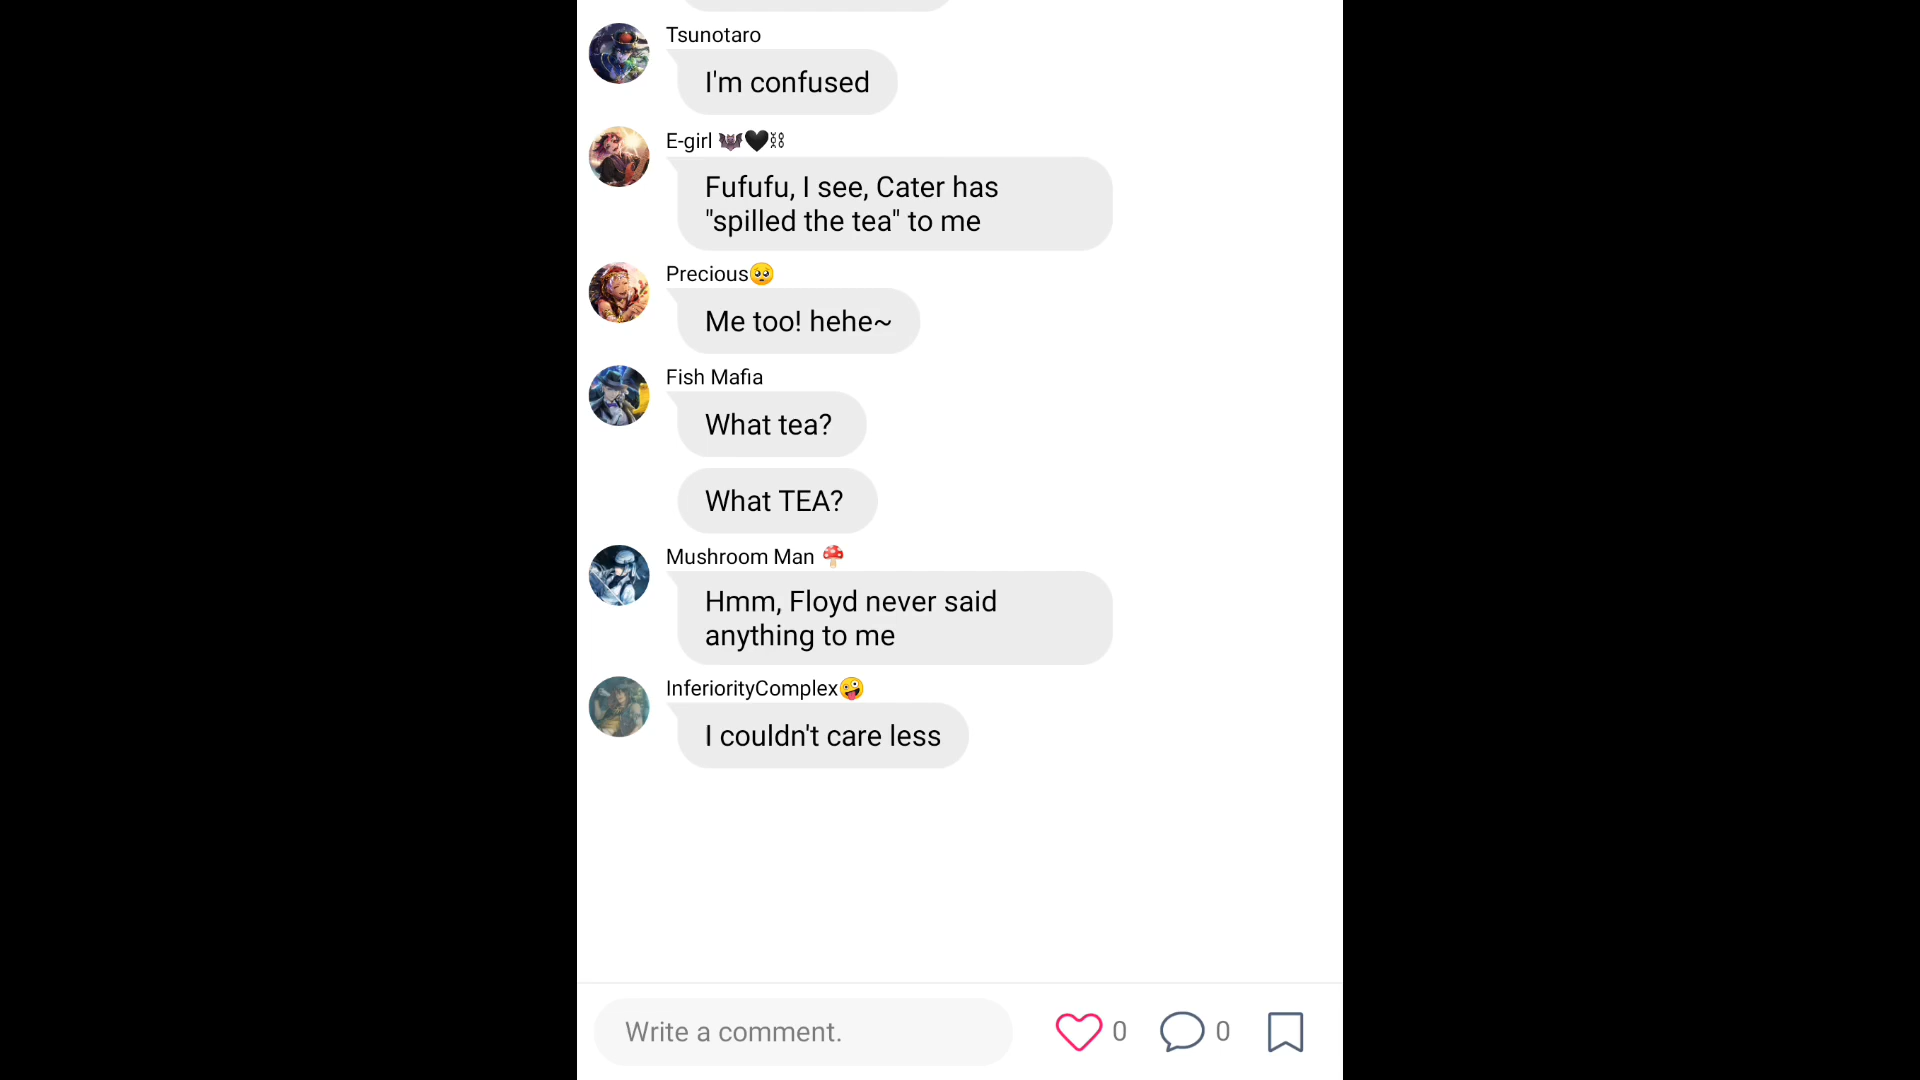 Tsunotaro
I'm confused
E-girl 🦇🖤⛓
Fufufu, I see, Cater has
"spilled the tea" to me
Precious🥺
Me too! hehe~
Fish Mafia
What tea?
What TEA?
Mushroom Man 🍄
Hmm, Floyd never said
anything to me
InferiorityComplex🤪
I couldn't care less
Write a comment.
0
0